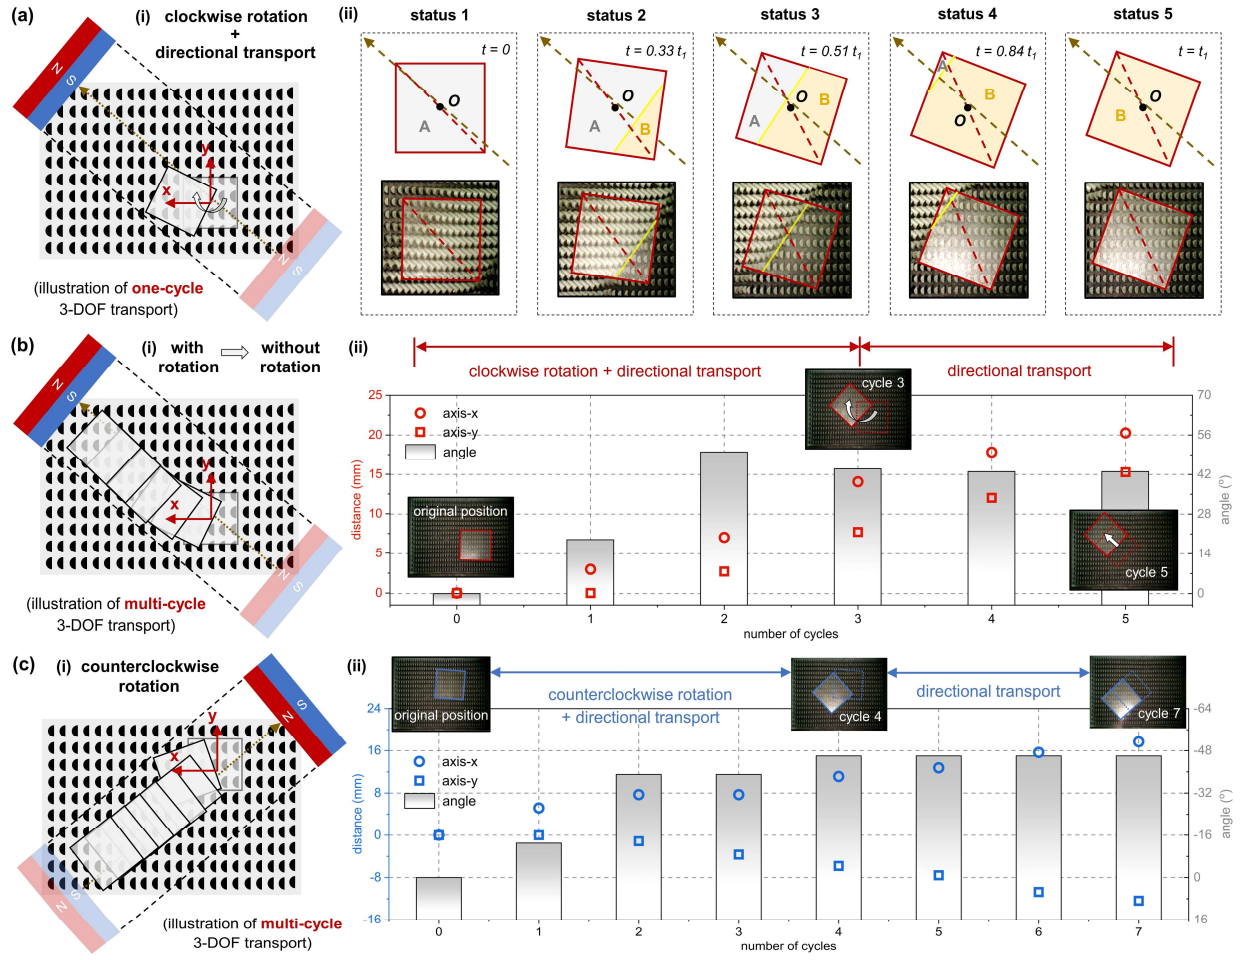 (a)
(i)
clockwise rotation
+
directional transport
N
S
y
x
N
S
(illustration of one-cycle
3-DOF transport)
(ii)
status 1
status 2
status 3
status 4
status 5
t = 0
t = 0.33 t1
t = 0.51 t1
t = 0.84 t1
t = t1
O
A
O
A
B
O
B
A
A
B
O
O
B
(b)
(i)
with
rotation
without
rotation
N
S
y
x
N
S
(illustration of multi-cycle
3-DOF transport)
(ii)
clockwise rotation + directional transport
directional transport
25
20
15
10
5
0
distance (mm)
axis-x
axis-y
angle
original position
cycle 3
cycle 5
70
56
42
28
14
0
angle (°)
0
1
2
3
4
5
number of cycles
(c)
(i)
counterclockwise
rotation
S
N
y
x
S
N
(illustration of multi-cycle
3-DOF transport)
(ii)
original position
counterclockwise rotation
+ directional transport
cycle 4
directional transport
cycle 7
24
16
8
0
-8
16
distance (mm)
axis-x
axis-y
angle
-64
-48
-32
-16
0
16
angle (°)
0
1
2
3
4
5
6
7
number of cycles